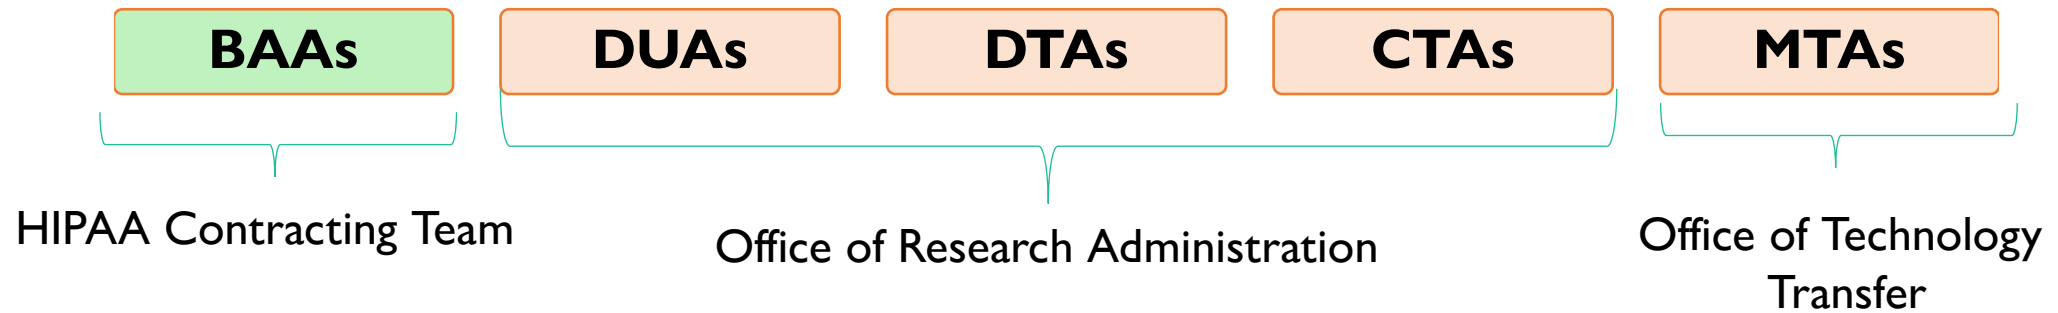 BAAs DUAs DTAs CTAs MTAs
HIPAA Contracting Team
Office of Research Administration
Office of Technology
Transfer